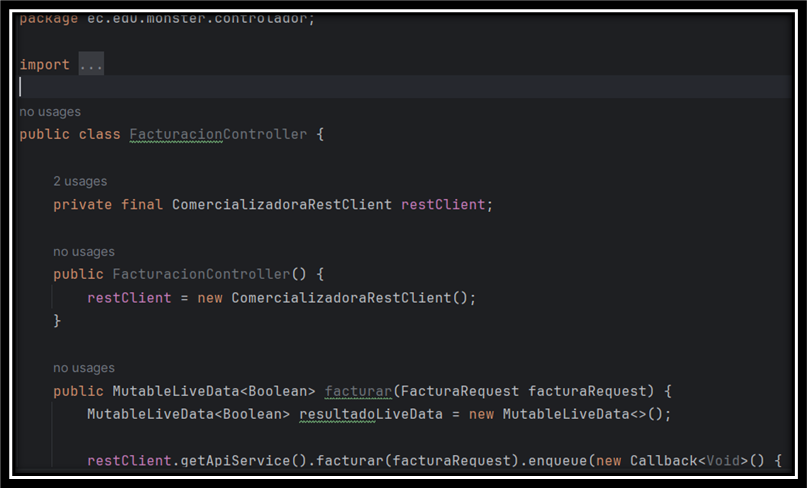 package ec.edu.monster.controlador;
import ...
no usages
public class FacturacionController {
2 usages
private final ComercializadoraRestClient restClient;
no usages
public FacturacionController() {
restClient = new ComercializadoraRestClient();
}
no usages
public MutableLiveData<Boolean> facturar(FacturaRequest facturaRequest) {
MutableLiveData<Boolean> resultadoLiveData = new MutableLiveData<>();
restClient.getApiService().facturar(facturaRequest).enqueue(new Callback<Void>() {